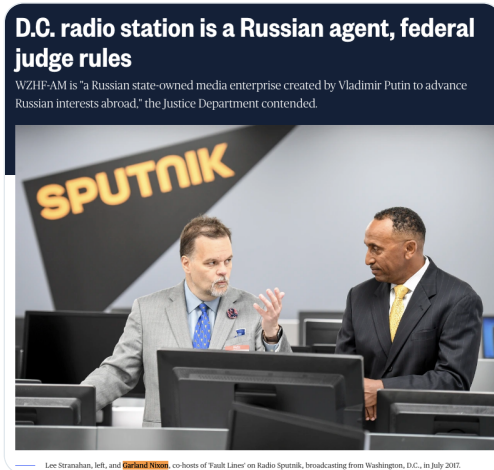 D.C. radio station is a Russian agent, federal
judge rules
WZHF-AM is "a Russian state-owned media enterprise created by Vladimir Putin to advance
Russian interests abroad," the Justice Department contended.
SPUTNIK
Lee Stranahan, left, and Garland Nixon, co-hosts of 'Fault Lines' on Radio Sputnik, broadcasting from Washington, D.C., in July 2017.